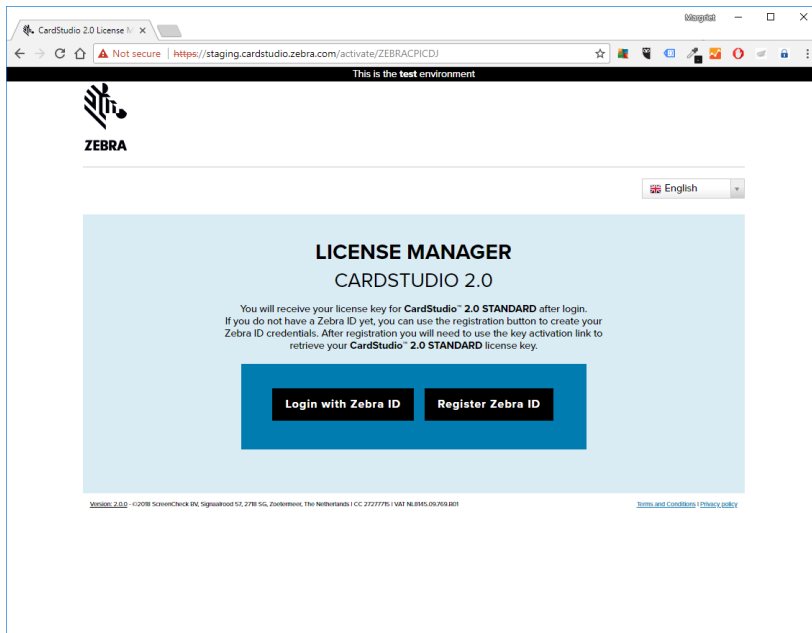 Margriet
CardStudio 2.0 License M
Not secure | https://staging.cardstudio.zebra.com/activate/ZEBRACPICDJ
This is the test environment
ZEBRA
English
LICENSE MANAGER
CARDSTUDIO 2.0
You will receive your license key for CardStudio™ 2.0 STANDARD after login.
If you do not have a Zebra ID yet, you can use the registration button to create your
Zebra ID credentials. After registration you will need to use the key activation link to
retrieve your CardStudio™ 2.0 STANDARD license key.
Login with Zebra ID Register Zebra ID
Version: 2.0.0 - ©2018 ScreenCheck BV, Signaalrood 57, 2718 SG, Zoetermeer, The Netherlands | CC 27277715 | VAT NL8145.09.769.B01 Terms and Conditions | Privacy policy